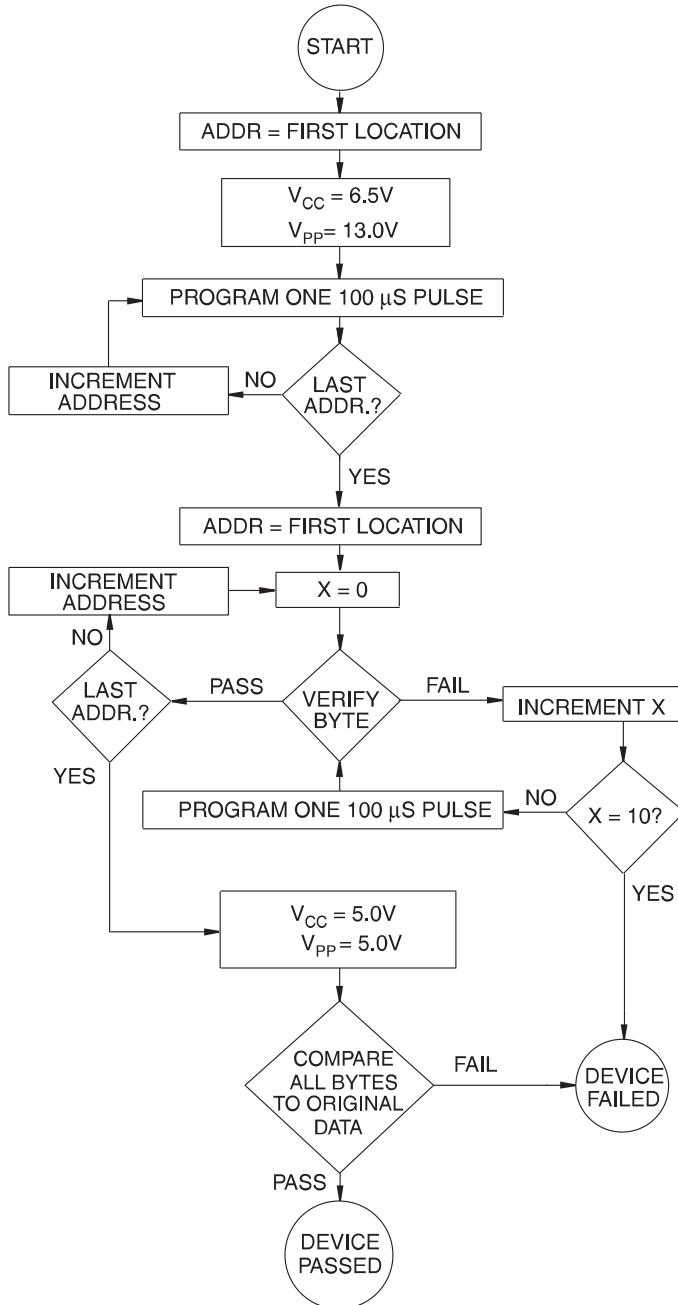 START
ADDR = FIRST LOCATION
V_CC = 6.5V
V_PP = 13.0V
PROGRAM ONE 100 μS PULSE
INCREMENT
ADDRESS
NO
LAST
ADDR.?
YES
ADDR = FIRST LOCATION
INCREMENT
ADDRESS
X = 0
NO
LAST
ADDR.?
PASS
VERIFY
BYTE
FAIL
INCREMENT X
YES
PROGRAM ONE 100 μS PULSE
NO
X = 10?
YES
V_CC = 5.0V
V_PP = 5.0V
COMPARE
ALL BYTES
TO ORIGINAL
DATA
FAIL
DEVICE
FAILED
PASS
DEVICE
PASSED